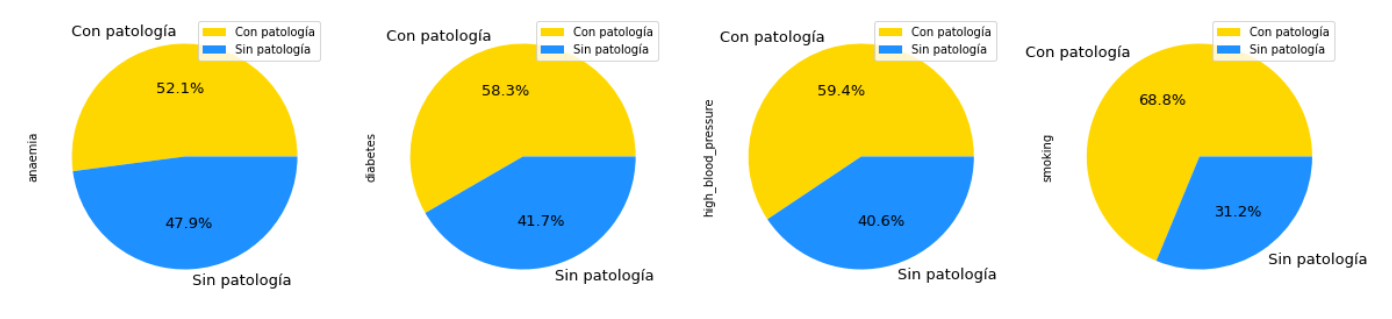 anaemia
Con patología
52.1%
47.9%
Sin patología
Con patología
Sin patología
diabetes
Con patología
58.3%
41.7%
Sin patología
Con patología
Sin patología
high_blood_pressure
Con patología
59.4%
40.6%
Sin patología
Con patología
Sin patología
smoking
Con patología
68.8%
31.2%
Sin patología
Con patología
Sin patología